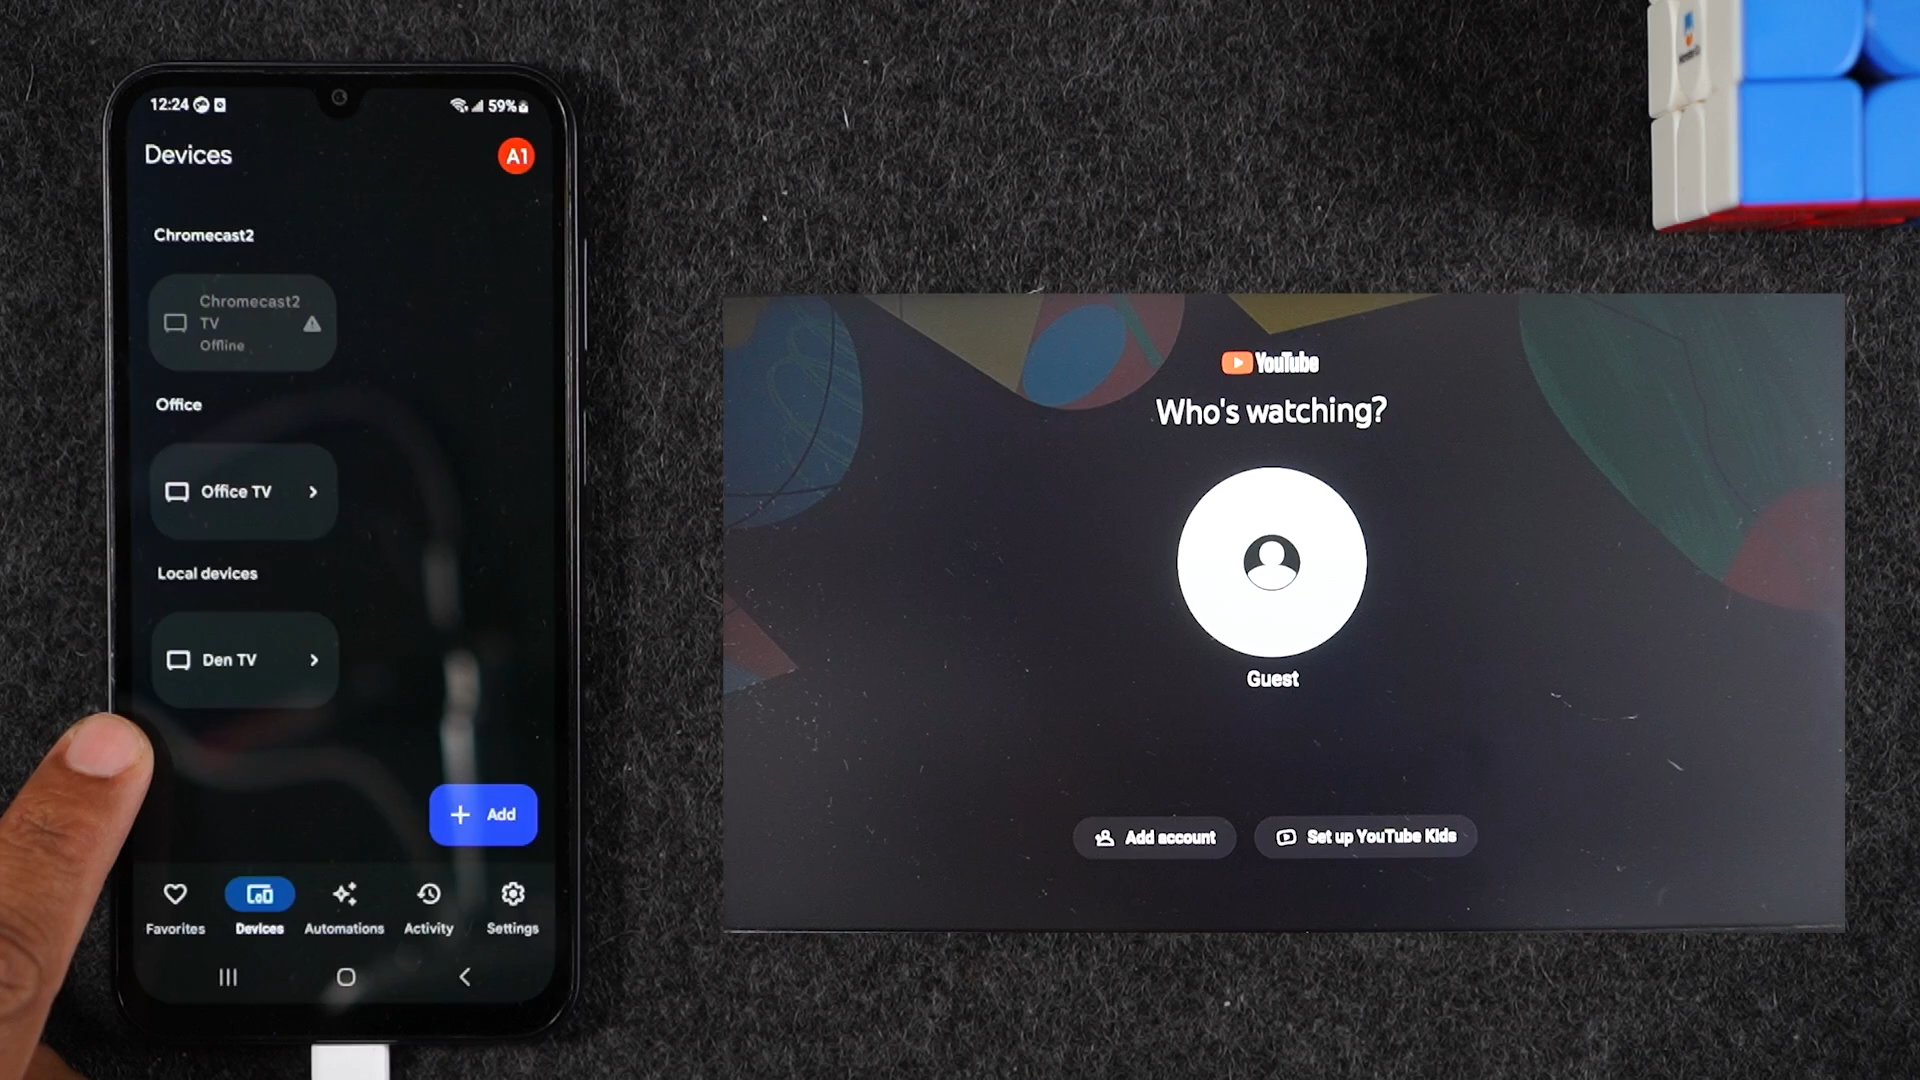 12:24
59%
Devices
A1
Chromecast2
Chromecast2
TV
Offline
Office
Office TV
Local devices
Den TV
+ Add
Favorites
Devices
Automations
Activity
Settings
YouTube
Who's watching?
Guest
Add account
Set up YouTube Kids